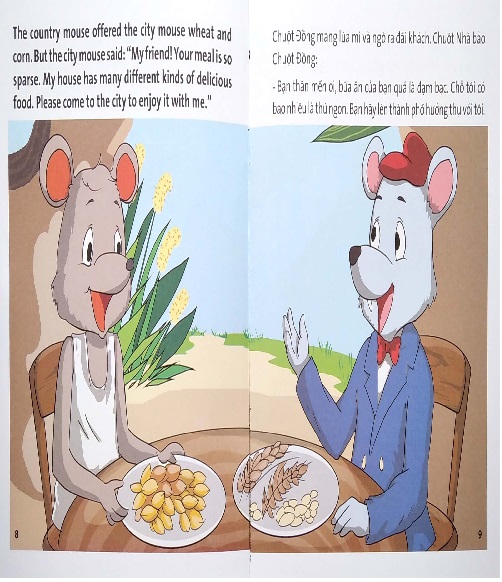 The country mouse offered the city mouse wheat and
corn. But the city mouse said: "My friend! Your meal is so
sparse. My house has many different kinds of delicious
food. Please come to the city to enjoy it with me."
Chuột Đồng mang lúa mì và ngô ra đãi khách. Chuột Nhà bảo
Chuột Đồng:
- Bạn thân mến ơi, bữa ăn của bạn quả là đạm bạc. Chỗ tôi có
bao nhiêu là thứ ngon. Bạn hãy lên thành phố hưởng thụ với tôi.
8
9